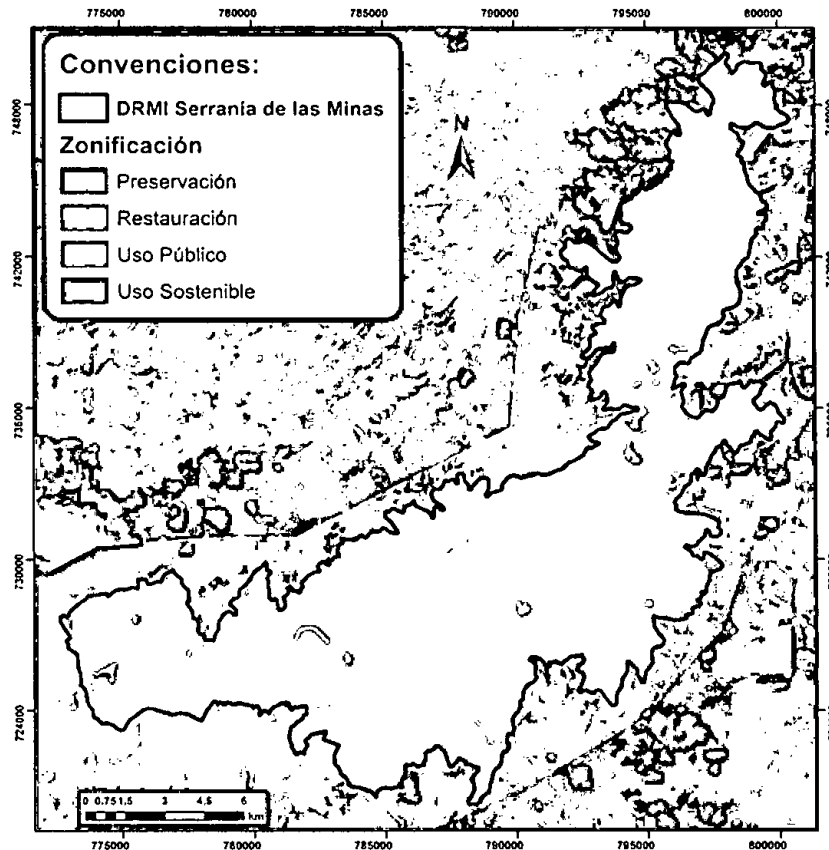 775000 780000 785000 790000 795000 800000
Convenciones:
DRMI Serranía de las Minas
Zonificación
Preservación
Restauración
Uso Público
Uso Sostenible
N
748000
742000
736000
730000
724000
0 0.75 1.5 3 4.5 6
km
775000 780000 785000 790000 795000 800000